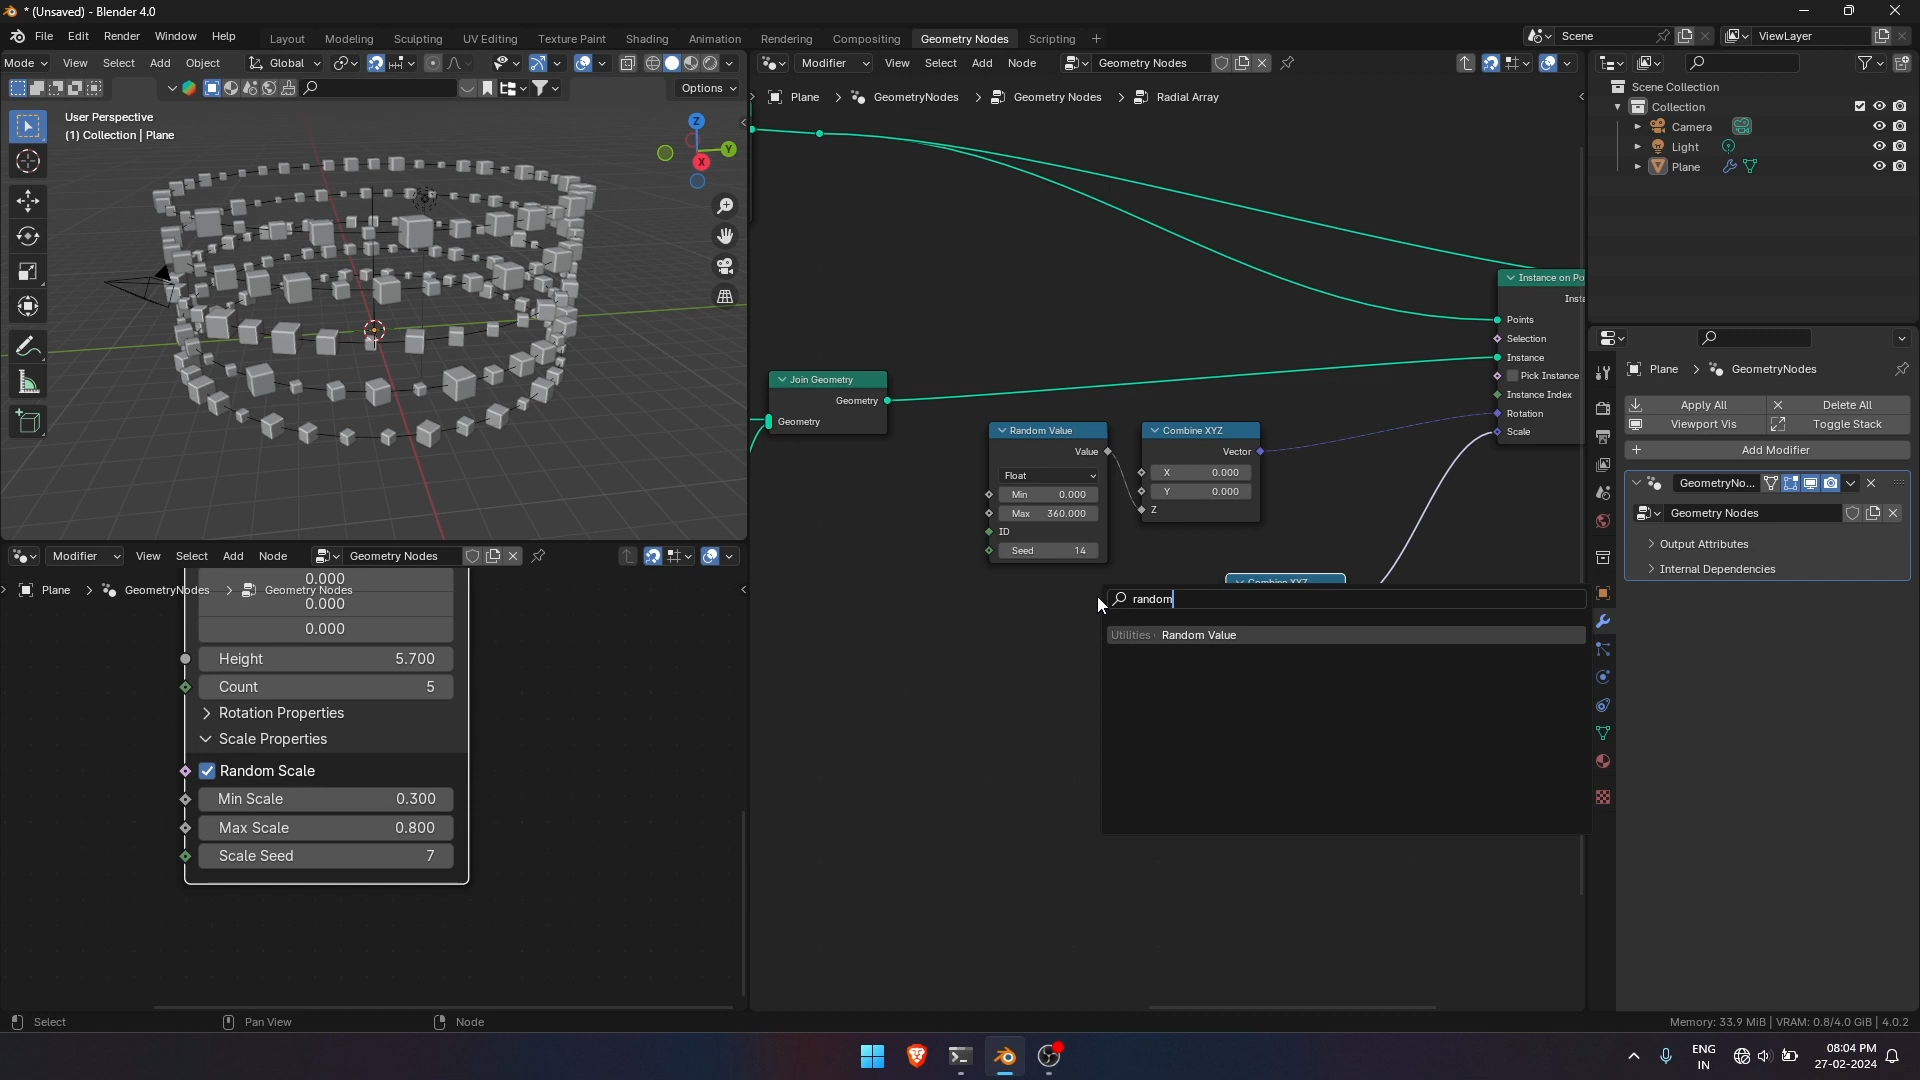 * (Unsaved) - Blender 4.0
File Edit Render Window Help
Layout Modeling Sculpting UV Editing Texture Paint Shading Animation Rendering Compositing Geometry Nodes Scripting +
Scene
ViewLayer
Mode View Select Add Object Global
Options
User Perspective
(1) Collection | Plane
Z
Y
X
Modifier View Select Add Node Geometry Nodes
Plane > GeometryNodes > Geometry Nodes > Radial Array
Join Geometry
Geometry
Geometry
Random Value
Value
Float
Min 0.000
Max 360.000
ID
Seed 14
Combine XYZ
Vector
X 0.000
Y 0.000
Z
Combine XYZ
Instance on Po
Insta
Points
Selection
Instance
Pick Instance
Instance Index
Rotation
Scale
random
Utilities Random Value
Modifier View Select Add Node Geometry Nodes
Plane > GeometryNodes > Geometry Nodes
0.000
0.000
0.000
Height 5.700
Count 5
Rotation Properties
Scale Properties
Random Scale
Min Scale 0.300
Max Scale 0.800
Scale Seed 7
Scene Collection
Collection
Camera
Light
Plane
Plane > GeometryNodes
Apply All
Delete All
Viewport Vis
Toggle Stack
Add Modifier
GeometryNo...
Geometry Nodes
Output Attributes
Internal Dependencies
Select
Pan View
Node
Memory: 33.9 MiB | VRAM: 0.8/4.0 GiB | 4.0.2
ENG
IN
08:04 PM
27-02-2024